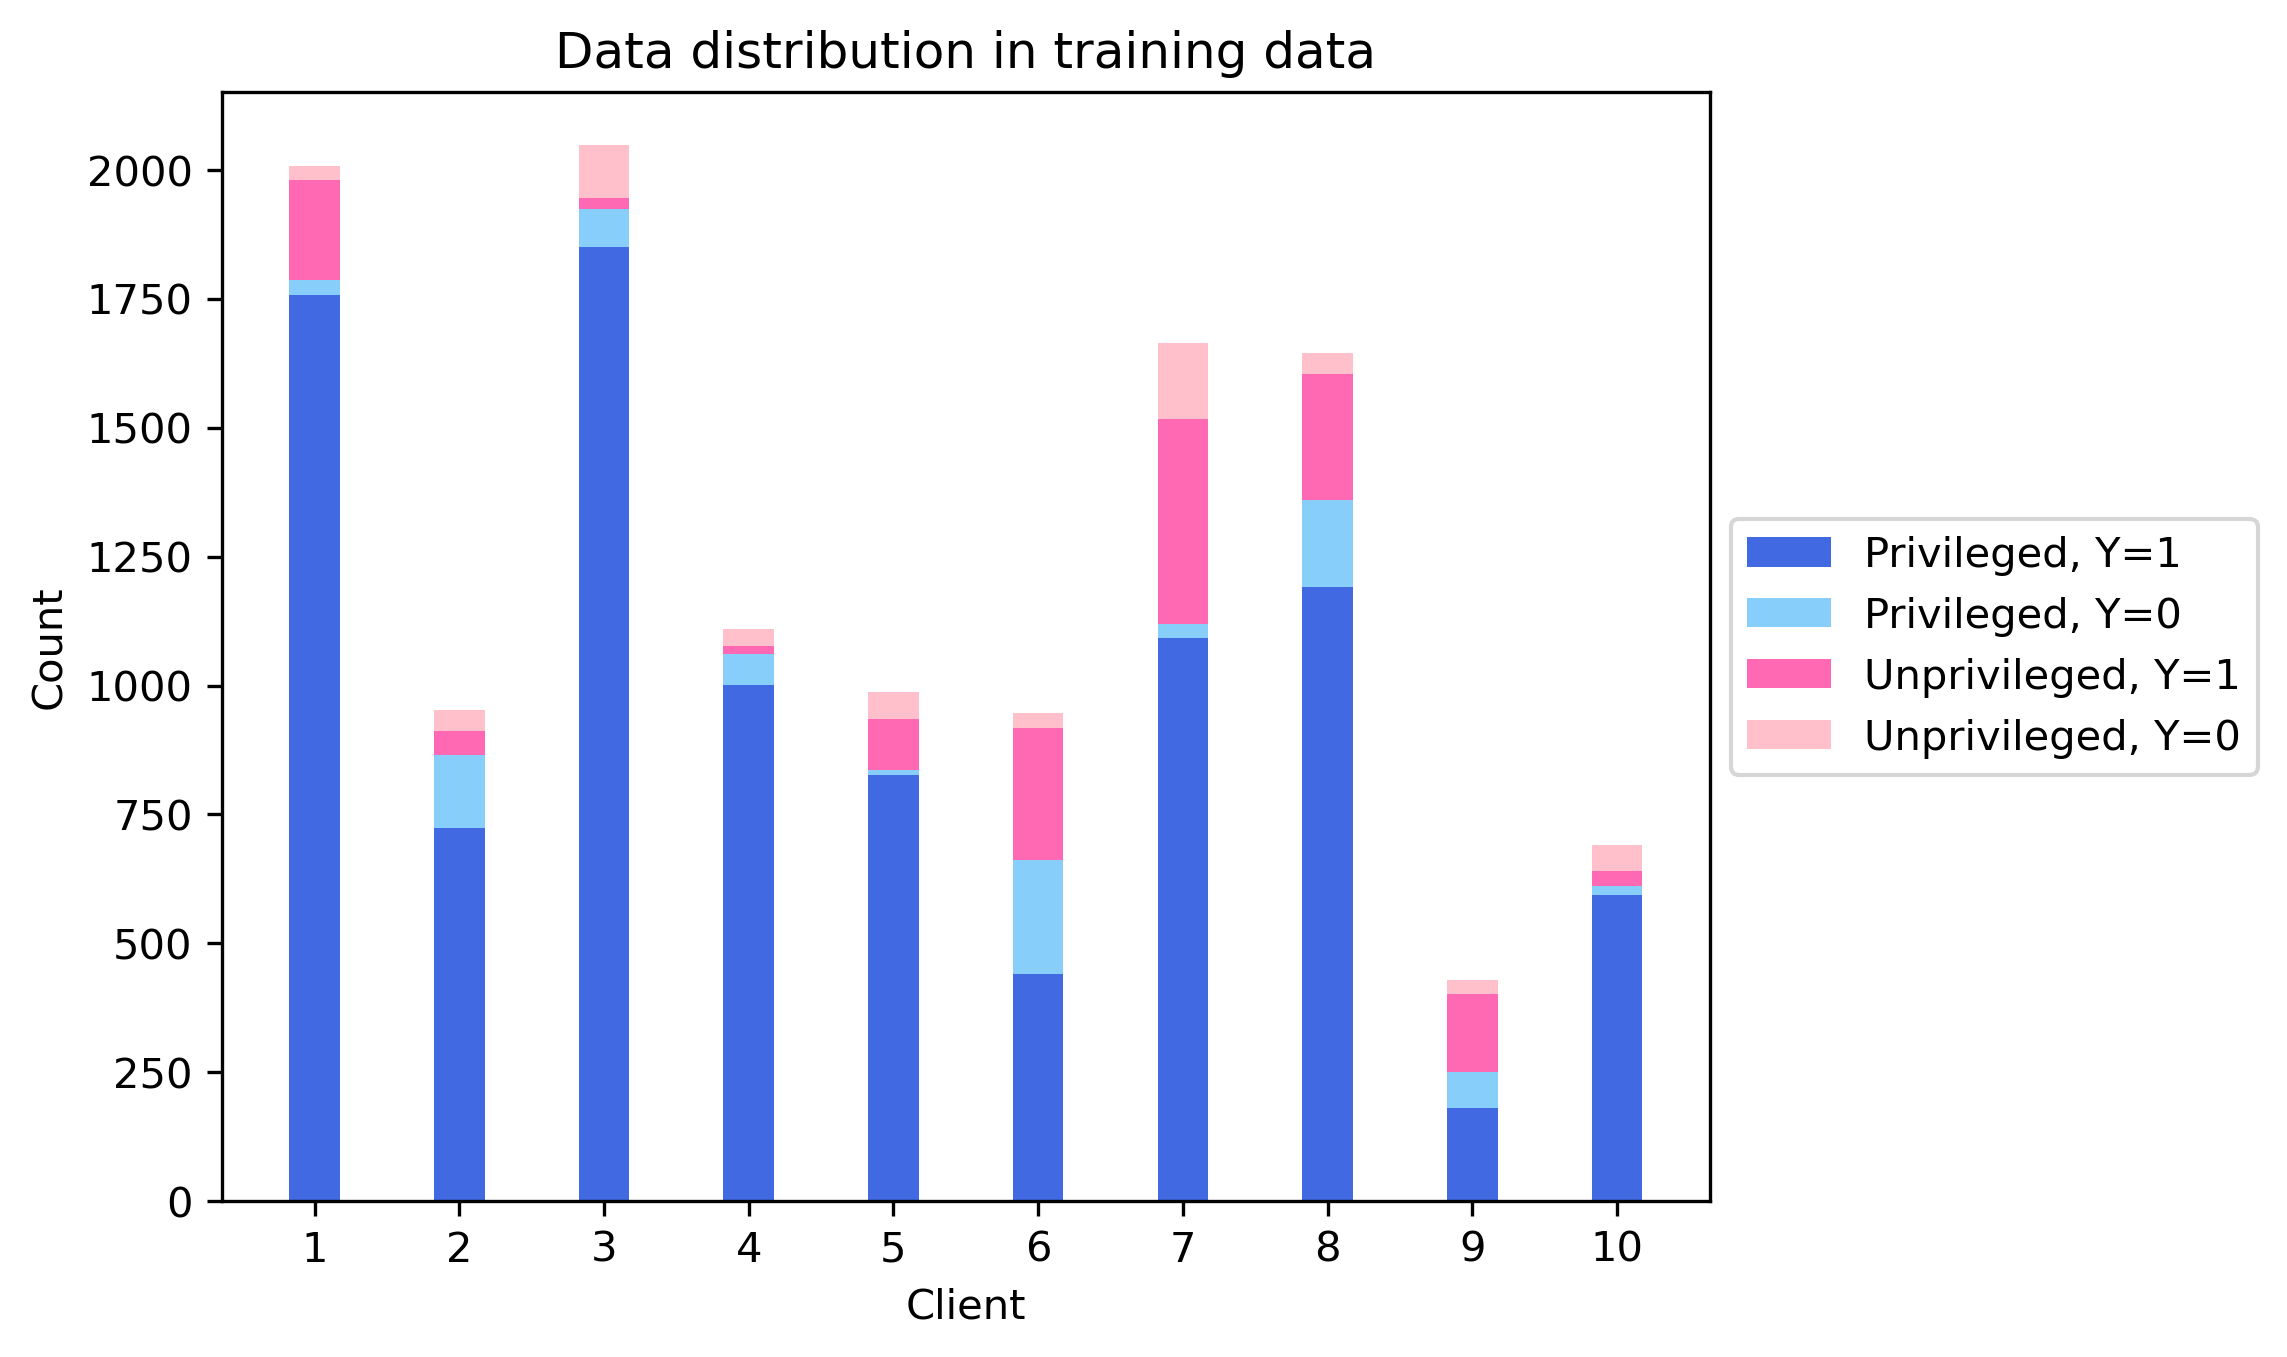 Data distribution in training data
Count
2000
1750
1500
1250
1000
750
500
250
0
1 2 3 4 5 6 7 8 9 10
Client
Privileged, Y=1
Privileged, Y=0
Unprivileged, Y=1
Unprivileged, Y=0